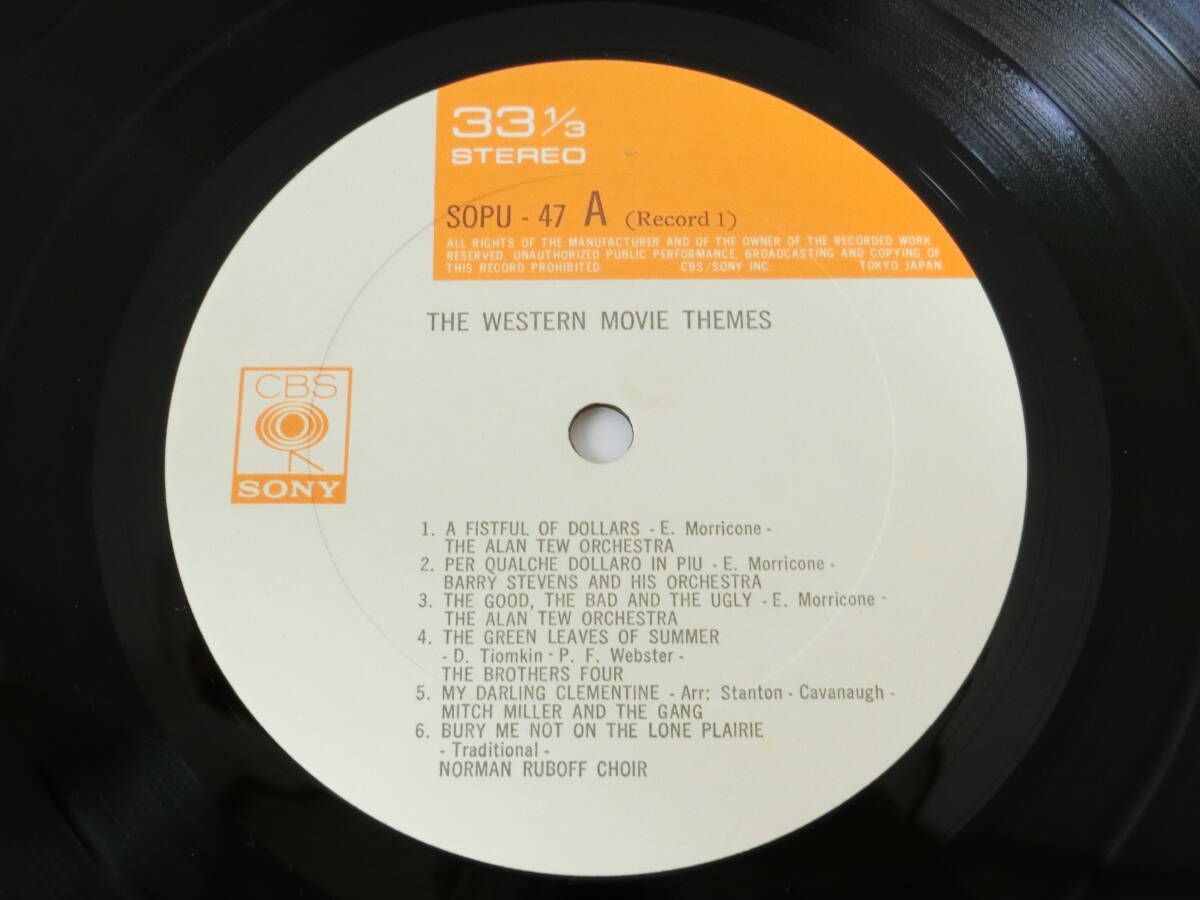 33 1/3
STEREO
SOPU - 47 A (Record 1)
ALL RIGHTS OF THE MANUFACTURER AND OF THE OWNER OF THE RECORDED WORK
RESERVED. UNAUTHORIZED PUBLIC PERFORMANCE, BROADCASTING AND COPYING OF
THIS RECORD PROHIBITED. CBS/SONY INC. TOKYO JAPAN.
THE WESTERN MOVIE THEMES
CBS
SONY
1. A FISTFUL OF DOLLARS - E. Morricone -
THE ALAN TEW ORCHESTRA
2. PER QUALCHE DOLLARO IN PIU - E. Morricone -
BARRY STEVENS AND HIS ORCHESTRA
3. THE GOOD, THE BAD AND THE UGLY - E. Morricone -
THE ALAN TEW ORCHESTRA
4. THE GREEN LEAVES OF SUMMER
- D. Tiomkin - P. F. Webster -
THE BROTHERS FOUR
5. MY DARLING CLEMENTINE - Arr: Stanton - Cavanaugh -
MITCH MILLER AND THE GANG
6. BURY ME NOT ON THE LONE PLAIRIE
- Traditional -
NORMAN RUBOFF CHOIR